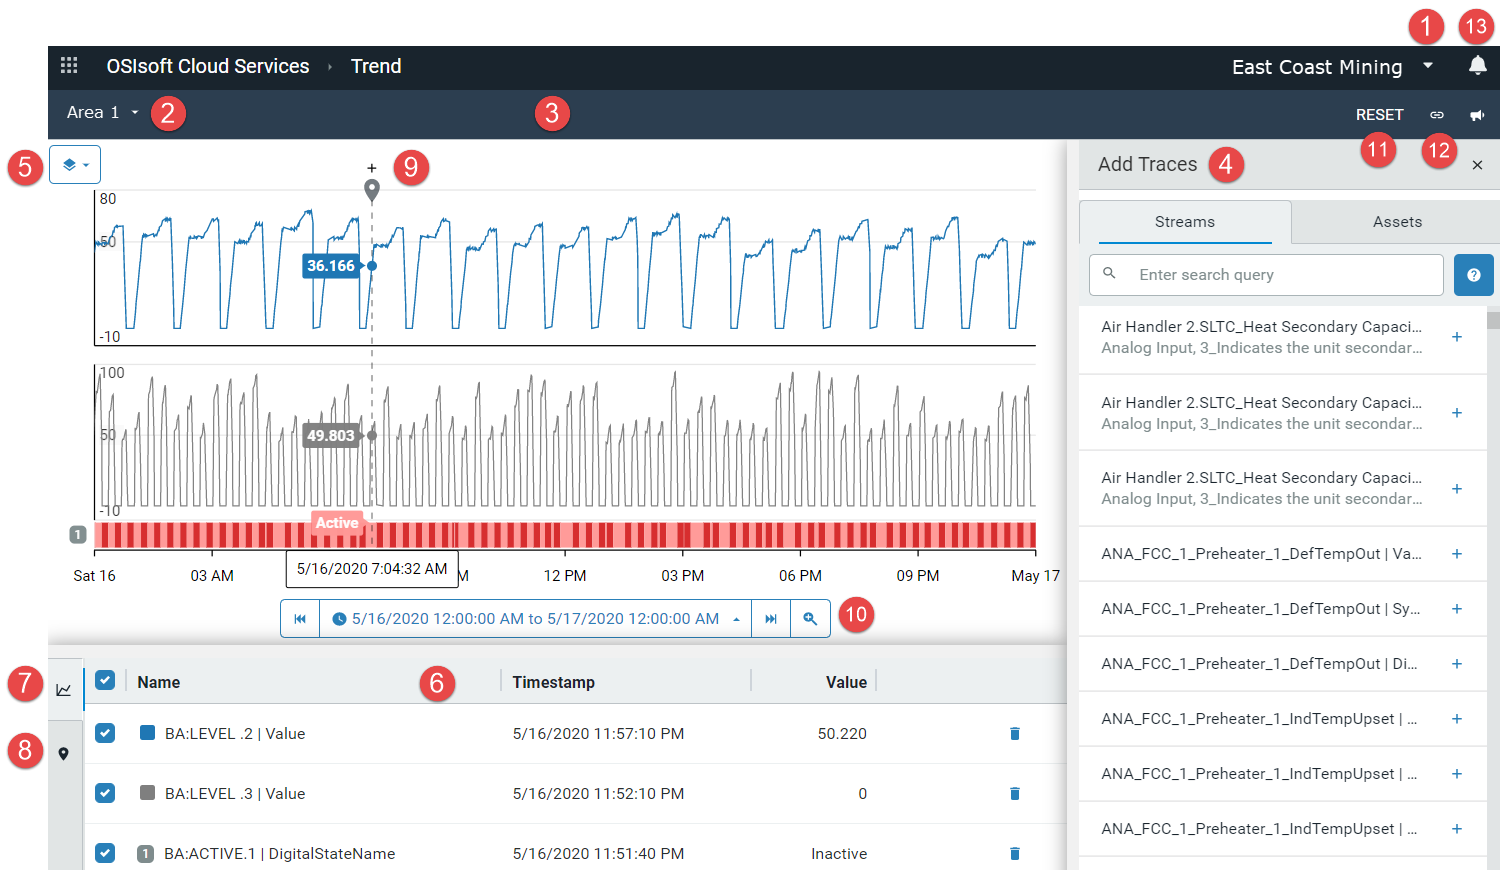 1
13
OSIsoft Cloud Services › Trend
East Coast Mining
Area 1
2
3
RESET
11
12
5
9
+
80
50
-10
36.166
100
50
-10
49.803
Active
1
Sat 16
03 AM
5/16/2020 7:04:32 AM
M
12 PM
03 PM
06 PM
09 PM
May 17
5/16/2020 12:00:00 AM to 5/17/2020 12:00:00 AM
10
7
8
Name
6
Timestamp
Value
BA:LEVEL .2 | Value
5/16/2020 11:57:10 PM
50.220
BA:LEVEL .3 | Value
5/16/2020 11:52:10 PM
0
1
BA:ACTIVE.1 | DigitalStateName
5/16/2020 11:51:40 PM
Inactive
Add Traces
4
×
Streams
Assets
Enter search query
?
Air Handler 2.SLTC_Heat Secondary Capaci...
Analog Input, 3_Indicates the unit secondar...
+
Air Handler 2.SLTC_Heat Secondary Capaci...
Analog Input, 3_Indicates the unit secondar...
+
Air Handler 2.SLTC_Heat Secondary Capaci...
Analog Input, 3_Indicates the unit secondar...
+
ANA_FCC_1_Preheater_1_DefTempOut | Va...
+
ANA_FCC_1_Preheater_1_DefTempOut | Sy...
+
ANA_FCC_1_Preheater_1_DefTempOut | Di...
+
ANA_FCC_1_Preheater_1_IndTempUpset | ...
+
ANA_FCC_1_Preheater_1_IndTempUpset | ...
+
ANA_FCC_1_Preheater_1_IndTempUpset | ...
+